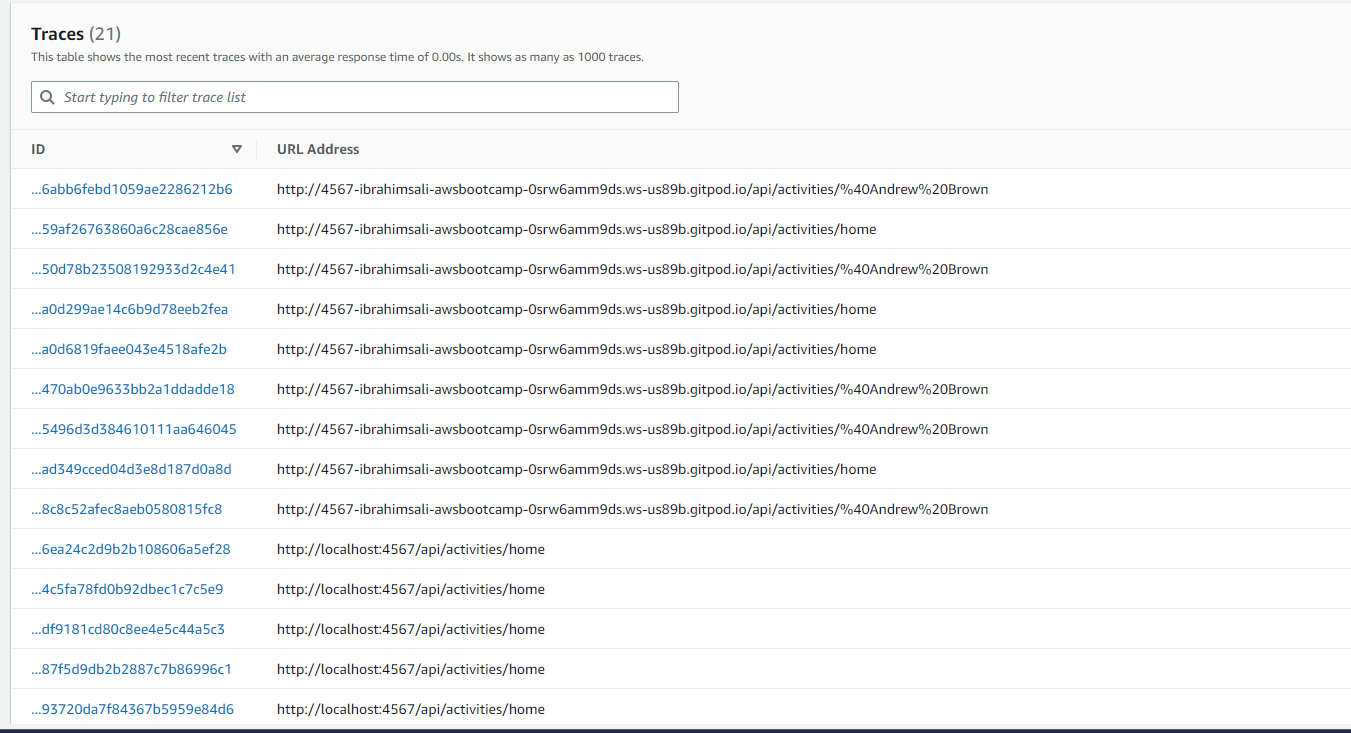 Traces (21)
This table shows the most recent traces with an average response time of 0.00s. It shows as many as 1000 traces.
Start typing to filter trace list
ID URL Address
...6abb6febd1059ae2286212b6 http://4567-ibrahimsali-awsbootcamp-0srw6amm9ds.ws-us89b.gitpod.io/api/activities/%40Andrew%20Brown
...59af26763860a6c28cae856e http://4567-ibrahimsali-awsbootcamp-0srw6amm9ds.ws-us89b.gitpod.io/api/activities/home
...50d78b23508192933d2c4e41 http://4567-ibrahimsali-awsbootcamp-0srw6amm9ds.ws-us89b.gitpod.io/api/activities/%40Andrew%20Brown
...a0d299ae14c6b9d78eeb2fea http://4567-ibrahimsali-awsbootcamp-0srw6amm9ds.ws-us89b.gitpod.io/api/activities/home
...a0d6819faee043e4518afe2b http://4567-ibrahimsali-awsbootcamp-0srw6amm9ds.ws-us89b.gitpod.io/api/activities/home
...470ab0e9633bb2a1ddadde18 http://4567-ibrahimsali-awsbootcamp-0srw6amm9ds.ws-us89b.gitpod.io/api/activities/%40Andrew%20Brown
...5496d3d384610111aa646045 http://4567-ibrahimsali-awsbootcamp-0srw6amm9ds.ws-us89b.gitpod.io/api/activities/%40Andrew%20Brown
...ad349cced04d3e8d187d0a8d http://4567-ibrahimsali-awsbootcamp-0srw6amm9ds.ws-us89b.gitpod.io/api/activities/home
...8c8c52afec8aeb0580815fc8 http://4567-ibrahimsali-awsbootcamp-0srw6amm9ds.ws-us89b.gitpod.io/api/activities/%40Andrew%20Brown
...6ea24c2d9b2b108606a5ef28 http://localhost:4567/api/activities/home
...4c5fa78fd0b92dbec1c7c5e9 http://localhost:4567/api/activities/home
...df9181cd80c8ee4e5c44a5c3 http://localhost:4567/api/activities/home
...87f5d9db2b2887c7b86996c1 http://localhost:4567/api/activities/home
...93720da7f84367b5959e84d6 http://localhost:4567/api/activities/home